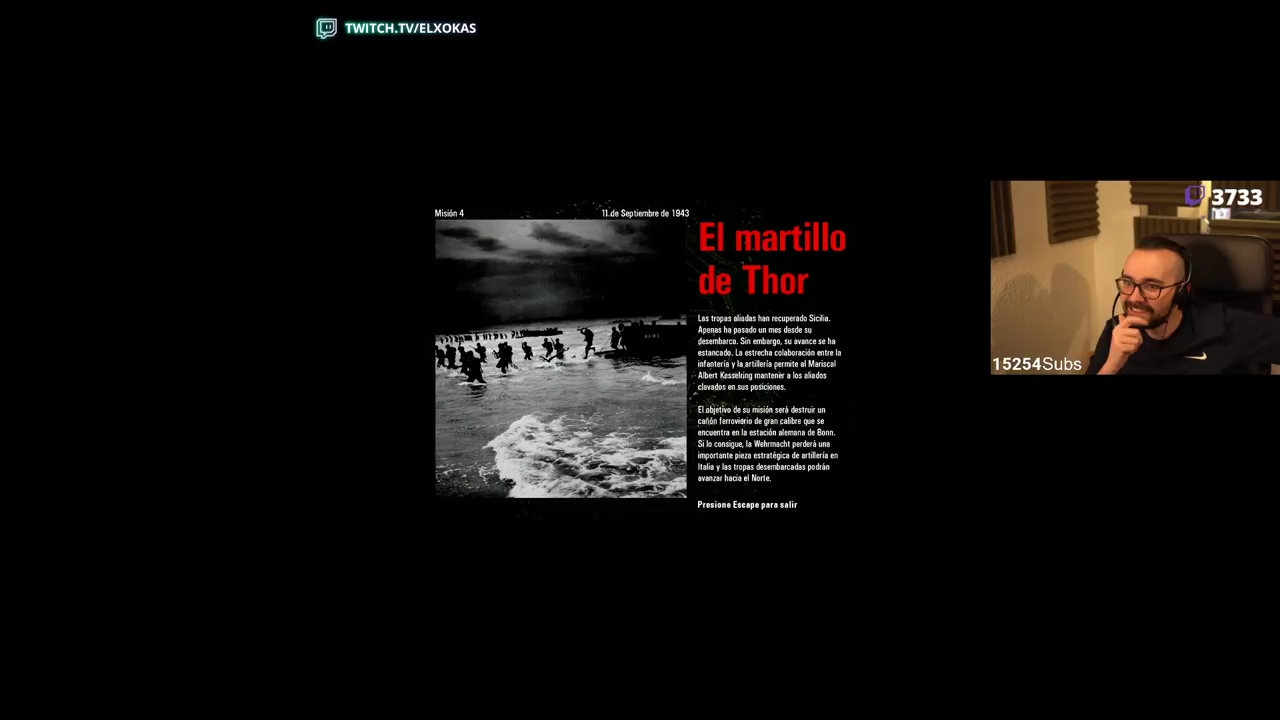 TWITCH.TV/ELXOKAS
3733
15254Subs
Misión 4
11 de Septiembre de 1943
El martillo
de Thor
Las tropas aliadas han recuperado Sicilia.
Apenas ha pasado un mes desde su
desembarco. Sin embargo, su avance se ha
estancado. La estrecha colaboración entre la
infantería y la artillería permite al Mariscal
Albert Kesselring mantener a los aliados
clavados en sus posiciones.
El objetivo de su misión será destruir un
cañón ferroviario de gran calibre que se
encuentra en la estación alemana de Bonn.
Si lo consigue, la Wehrmacht perderá una
importante pieza estratégica de artillería en
Italia y las tropas desembarcadas podrán
avanzar hacia el Norte.
Presione Escape para salir